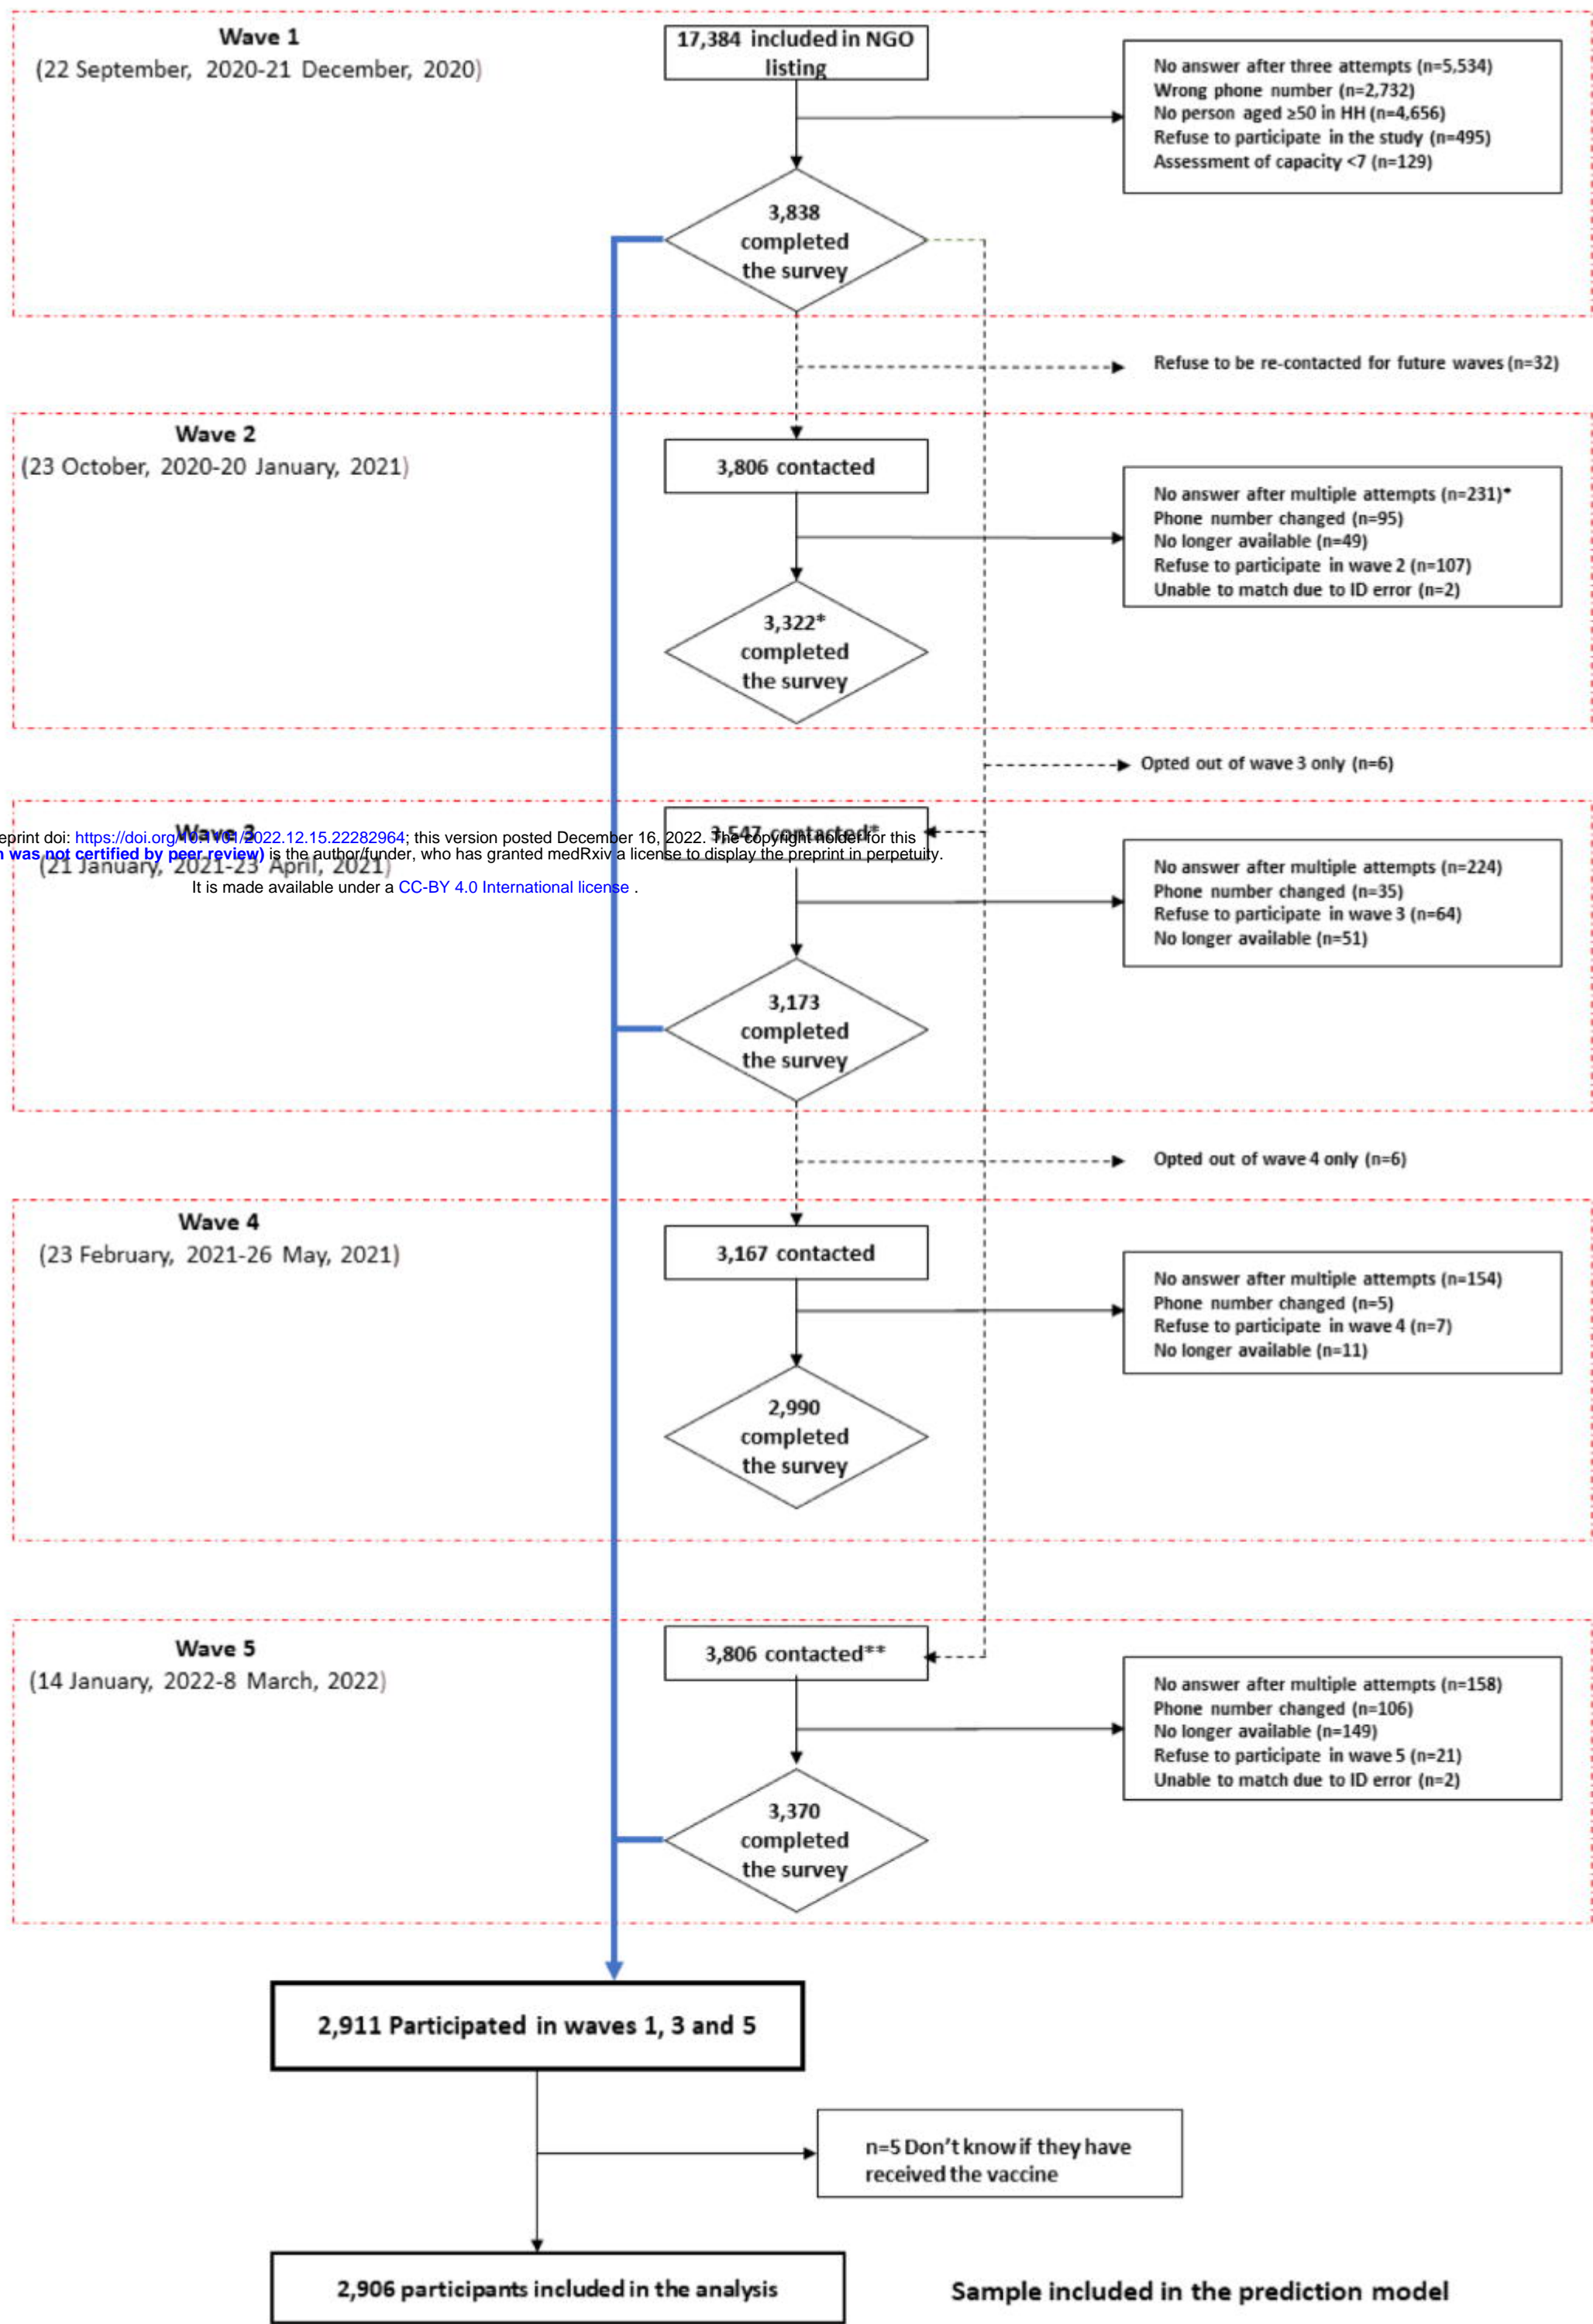 Wave 1
(22 September, 2020-21 December, 2020)
17,384 included in NGO
listing
No answer after three attempts (n=5,534)
Wrong phone number (n=2,732)
No person aged ≥50 in HH (n=4,656)
Refuse to participate in the study (n=495)
Assessment of capacity <7 (n=129)
3,838
completed
the survey
Refuse to be re-contacted for future waves (n=32)
Wave 2
(23 October, 2020-20 January, 2021)
3,806 contacted
No answer after multiple attempts (n=231)*
Phone number changed (n=95)
No longer available (n=49)
Refuse to participate in wave 2 (n=107)
Unable to match due to ID error (n=2)
3,322*
completed
the survey
Opted out of wave 3 only (n=6)
Wave 3
3,547 contacted*
eprint doi: https://doi.org/10.1101/2022.12.15.22282964; this version posted December 16, 2022. The copyright holder for this
n was not certified by peer review) is the author/funder, who has granted medRxiv a license to display the preprint in perpetuity.
(21 January, 2021-23 April, 2021)
It is made available under a CC-BY 4.0 International license .
No answer after multiple attempts (n=224)
Phone number changed (n=35)
Refuse to participate in wave 3 (n=64)
No longer available (n=51)
3,173
completed
the survey
Opted out of wave 4 only (n=6)
Wave 4
(23 February, 2021-26 May, 2021)
3,167 contacted
No answer after multiple attempts (n=154)
Phone number changed (n=5)
Refuse to participate in wave 4 (n=7)
No longer available (n=11)
2,990
completed
the survey
Wave 5
(14 January, 2022-8 March, 2022)
3,806 contacted**
No answer after multiple attempts (n=158)
Phone number changed (n=106)
No longer available (n=149)
Refuse to participate in wave 5 (n=21)
Unable to match due to ID error (n=2)
3,370
completed
the survey
2,911 Participated in waves 1, 3 and 5
n=5 Don't know if they have
received the vaccine
2,906 participants included in the analysis
Sample included in the prediction model